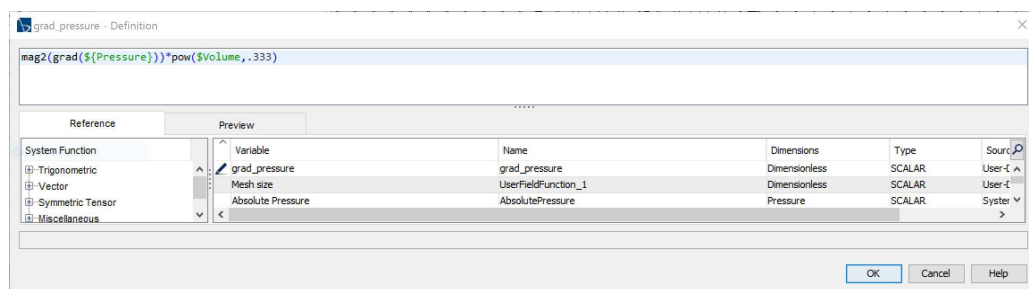 grad_pressure - Definition
mag2(grad(${Pressure}))*pow($Volume,.333)
Reference Preview
System Function
Trigonometric
Vector
Symmetric Tensor
Miscellaneous
Variable Name Dimensions Type Sourc
grad_pressure grad_pressure Dimensionless SCALAR User-D
Mesh size UserFieldFunction_1 Dimensionless SCALAR User-D
Absolute Pressure AbsolutePressure Pressure SCALAR System
OK Cancel Help